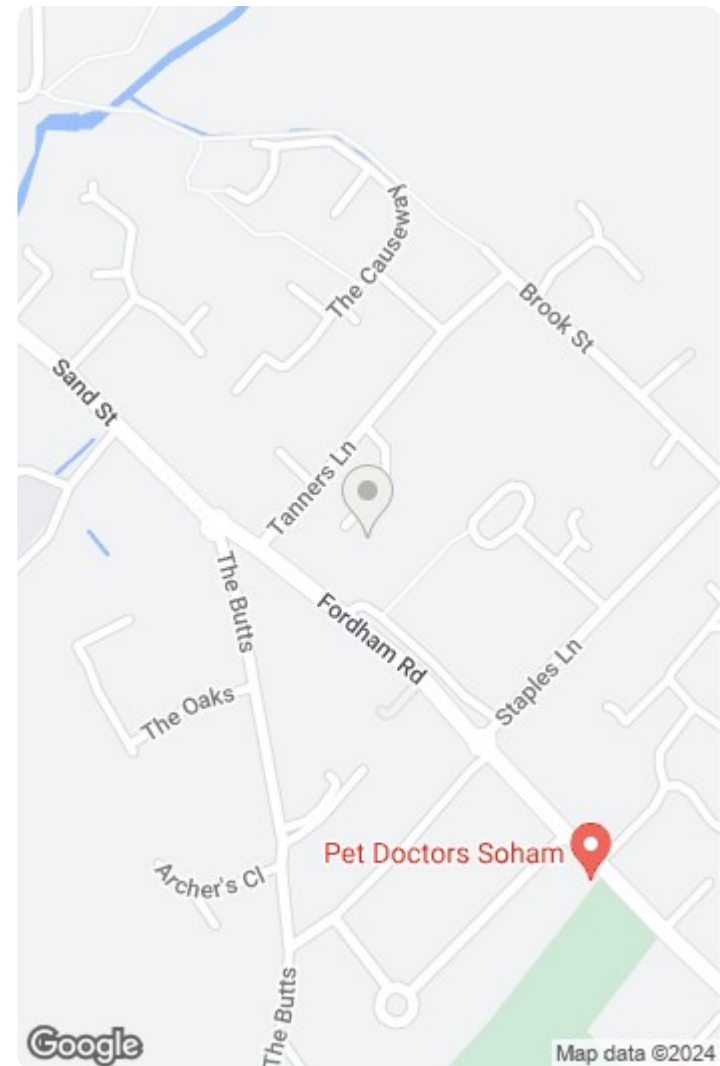 The Causeway
Brook St
Sand St
Tanners Ln
The Butts
Fordham Rd
Staples Ln
The Oaks
Pet Doctors Soham
Archer's Cl
The Butts
Google
Map data ©2024